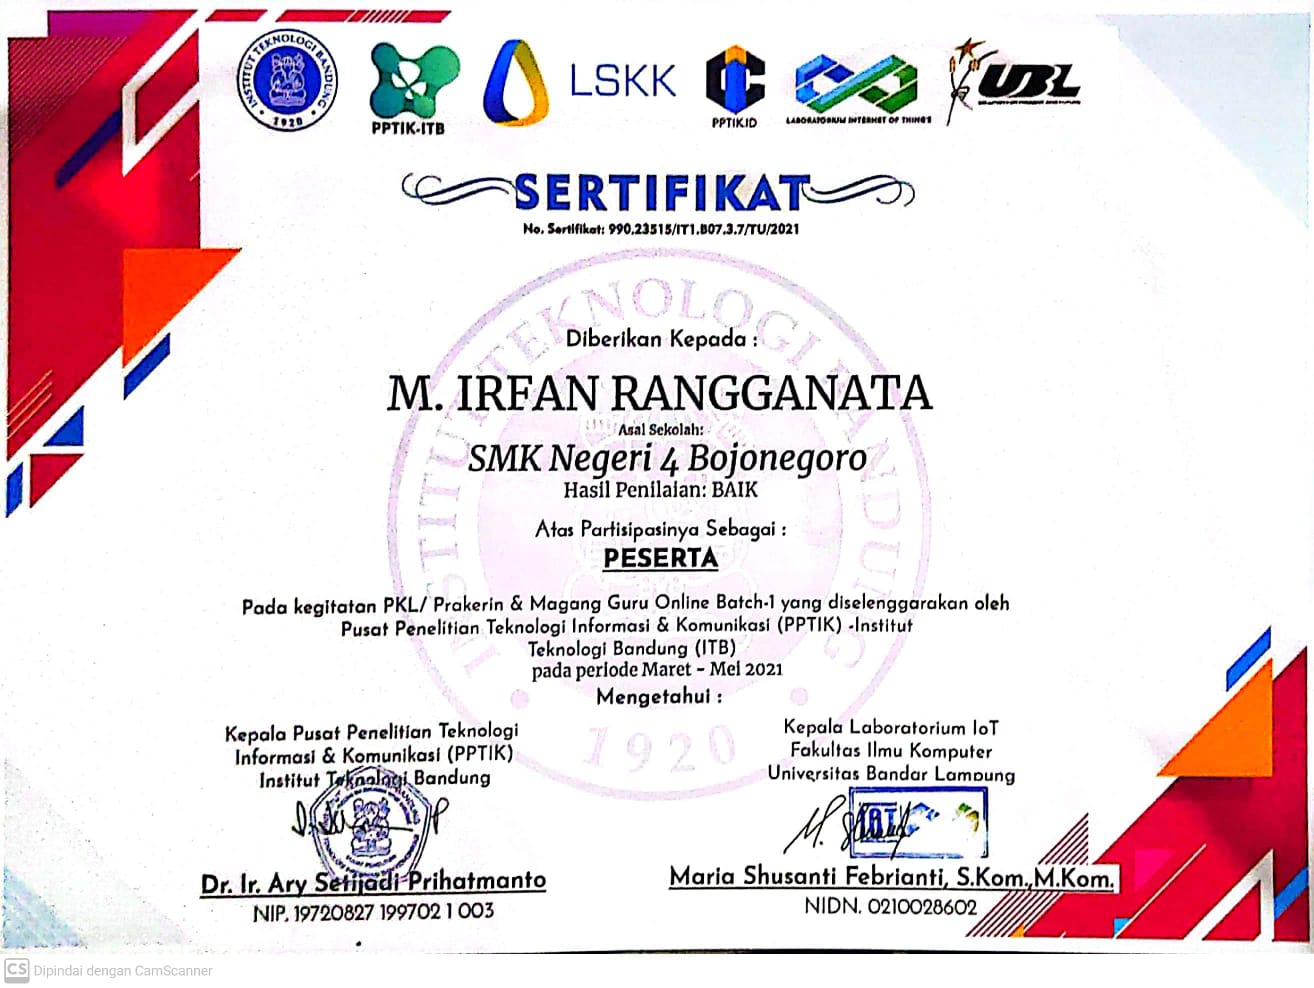 INSTITUT TEKNOLOGI BANDUNG
1920
PPTIK-ITB
LSKK
PPTIK.ID
LABORATORIUM INTERNET OF THINGS
UBL
SERTIFIKAT
No. Sertifikat: 990,23515/IT1.B07.3.7/TU/2021
INSTITUT TEKNOLOGI BANDUNG
1920
Diberikan Kepada :
M. IRFAN RANGGANATA
Asal Sekolah:
SMK Negeri 4 Bojonegoro
Hasil Penilaian: BAIK
Atas Partisipasinya Sebagai :
PESERTA
Pada kegitatan PKL/ Prakerin & Magang Guru Online Batch-1 yang diselenggarakan oleh
Pusat Penelitian Teknologi Informasi & Komunikasi (PPTIK) -Institut
Teknologi Bandung (ITB)
pada periode Maret - Mei 2021
Mengetahui :
Kepala Pusat Penelitian Teknologi
Informasi & Komunikasi (PPTIK)
Institut Teknologi Bandung
Dr. Ir. Ary Setijadi Prihatmanto
NIP. 19720827 199702 1 003
Kepala Laboratorium IoT
Fakultas Ilmu Komputer
Universitas Bandar Lampung
IOT
Maria Shusanti Febrianti, S.Kom.,M.Kom.
NIDN. 0210028602
CS Dipindai dengan CamScanner